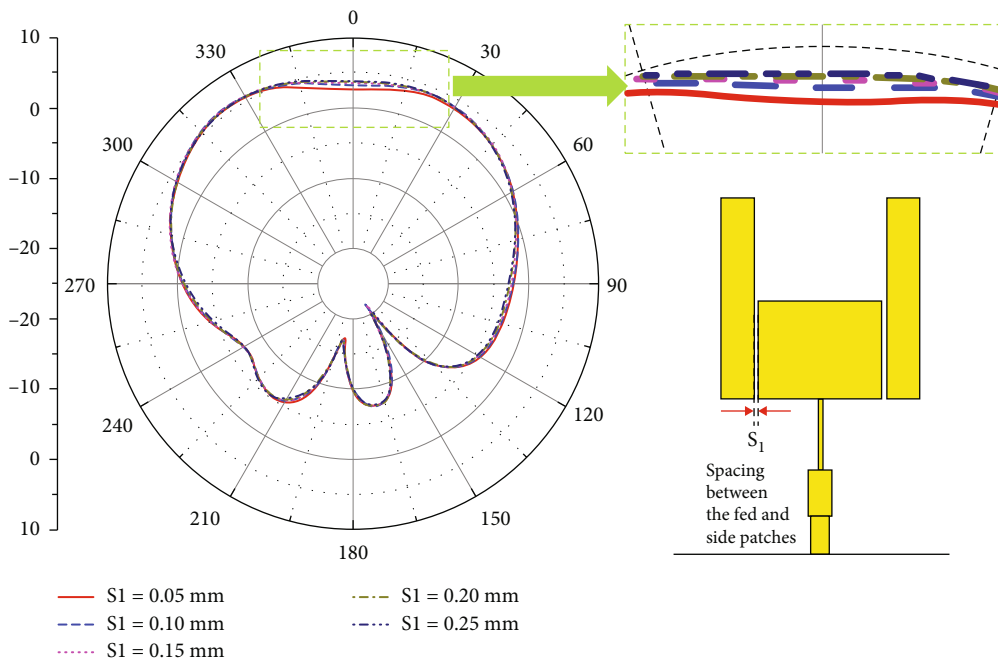 10
0
–10
–20
–20
–10
0
10
0
30
60
90
120
150
180
210
240
270
300
330
S1
Spacing
between
the fed and
side patches
S1 = 0.05 mm
S1 = 0.10 mm
S1 = 0.15 mm
S1 = 0.20 mm
S1 = 0.25 mm